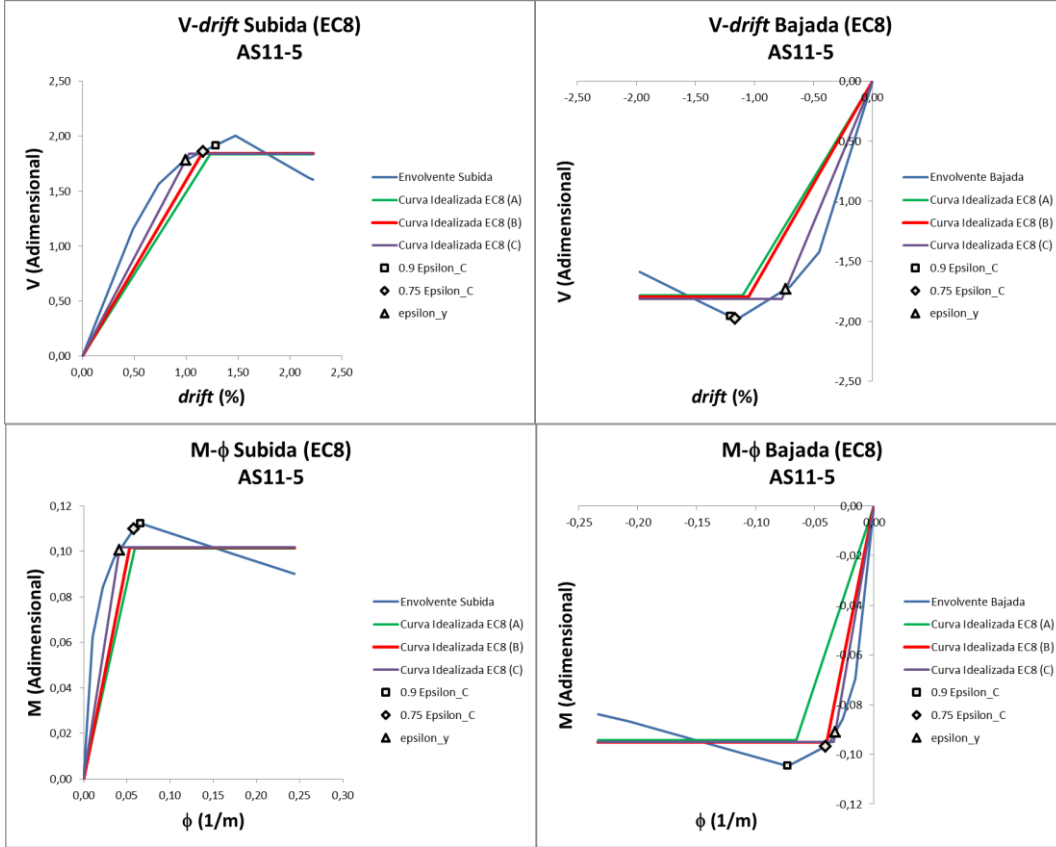 V-drift Subida (EC8)
AS11-5
2,50
2,00
1,50
1,00
0,50
0,00
0,00 0,50 1,00 1,50 2,00 2,50
V (Adimensional)
drift (%)
Envolvente Subida
Curva Idealizada EC8 (A)
Curva Idealizada EC8 (B)
Curva Idealizada EC8 (C)
0.9 Epsilon_C
0.75 Epsilon_C
epsilon_y
V-drift Bajada (EC8)
AS11-5
-2,50 -2,00 -1,50 -1,00 -0,50 0,00
0,00
-0,50
-1,00
-1,50
-2,00
-2,50
V (Adimensional)
drift (%)
Envolvente Bajada
Curva Idealizada EC8 (A)
Curva Idealizada EC8 (B)
Curva Idealizada EC8 (C)
0.9 Epsilon_C
0.75 Epsilon_C
epsilon_y
M-ϕ Subida (EC8)
AS11-5
0,12
0,10
0,08
0,06
0,04
0,02
0,00
0,00 0,05 0,10 0,15 0,20 0,25 0,30
M (Adimensional)
ϕ (1/m)
Envolvente Subida
Curva Idealizada EC8 (A)
Curva Idealizada EC8 (B)
Curva Idealizada EC8 (C)
0.9 Epsilon_C
0.75 Epsilon_C
epsilon_y
M-ϕ Bajada (EC8)
AS11-5
-0,25 -0,20 -0,15 -0,10 -0,05 0,00
0,00
-0,02
-0,04
-0,06
-0,08
-0,10
-0,12
M (Adimensional)
ϕ (1/m)
Envolvente Bajada
Curva Idealizada EC8 (A)
Curva Idealizada EC8 (B)
Curva Idealizada EC8 (C)
0.9 Epsilon_C
0.75 Epsilon_C
epsilon_y